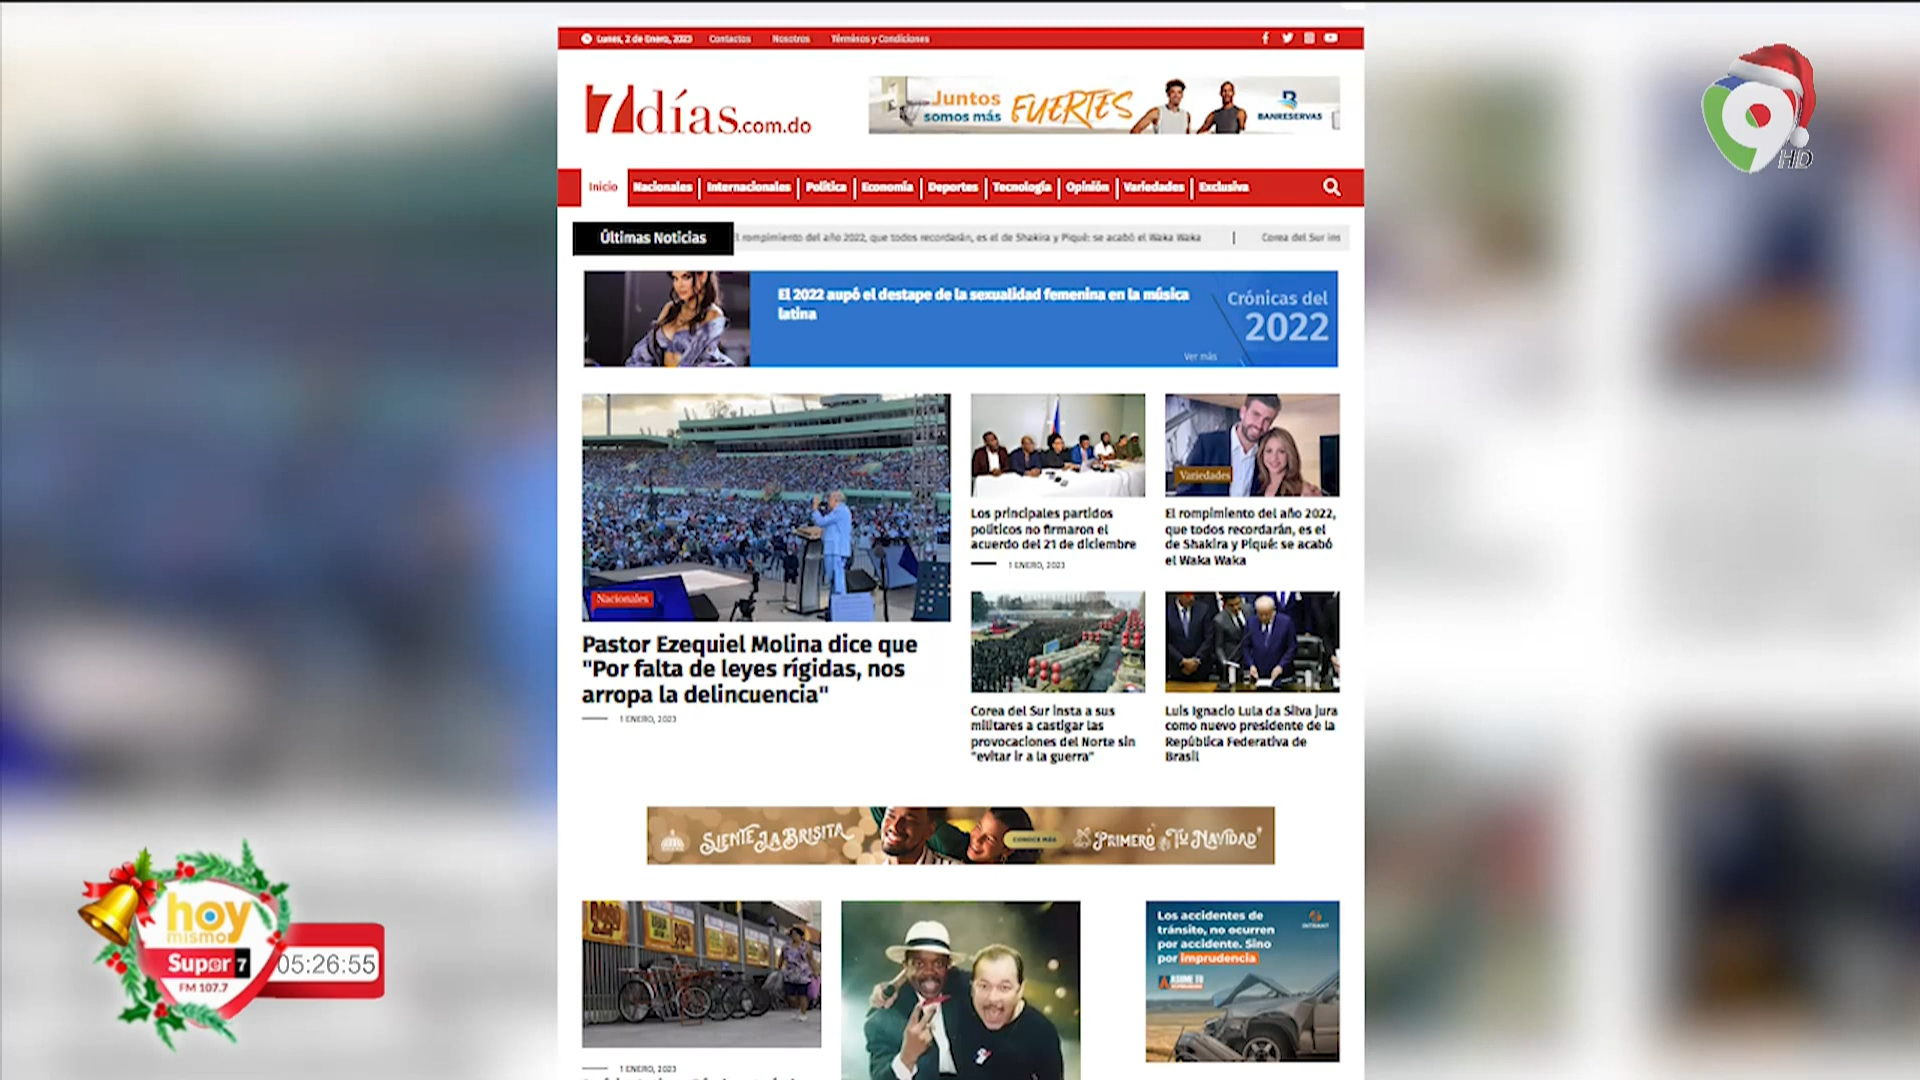 Lunes, 2 de Enero, 2023 Contactos Nosotros Términos y Condiciones
7días.com.do
Juntos
somos más
FUERTES
BANRESERVAS
HD
Inicio Nacionales Internacionales Política Economía Deportes Tecnología Opinión Variedades Exclusiva
Últimas Noticias
rompimiento del año 2022, que todos recordarán, es el de Shakira y Piqué: se acabó el Waka Waka | Corea del Sur ins
El 2022 aupó el destape de la sexualidad femenina en la música
latina
Crónicas del
2022
Ver más
Nacionales
Pastor Ezequiel Molina dice que
"Por falta de leyes rígidas, nos
arropa la delincuencia"
1 ENERO, 2023
Los principales partidos
políticos no firmaron el
acuerdo del 21 de diciembre
1 ENERO, 2023
Variedades
El rompimiento del año 2022,
que todos recordarán, es el
de Shakira y Piqué: se acabó
el Waka Waka
Corea del Sur insta a sus
militares a castigar las
provocaciones del Norte sin
"evitar ir a la guerra"
Luis Ignacio Lula da Silva jura
como nuevo presidente de la
República Federativa de
Brasil
SIENTE LA BRISITA
CONOCE MÁS
PRIMERO TU NAVIDAD
hoy
mismo
Super 7
FM 107.7
05:26:55
Los accidentes de
tránsito, no ocurren
por accidente. Sino
por imprudencia
INTRANT
1 ENERO, 2023